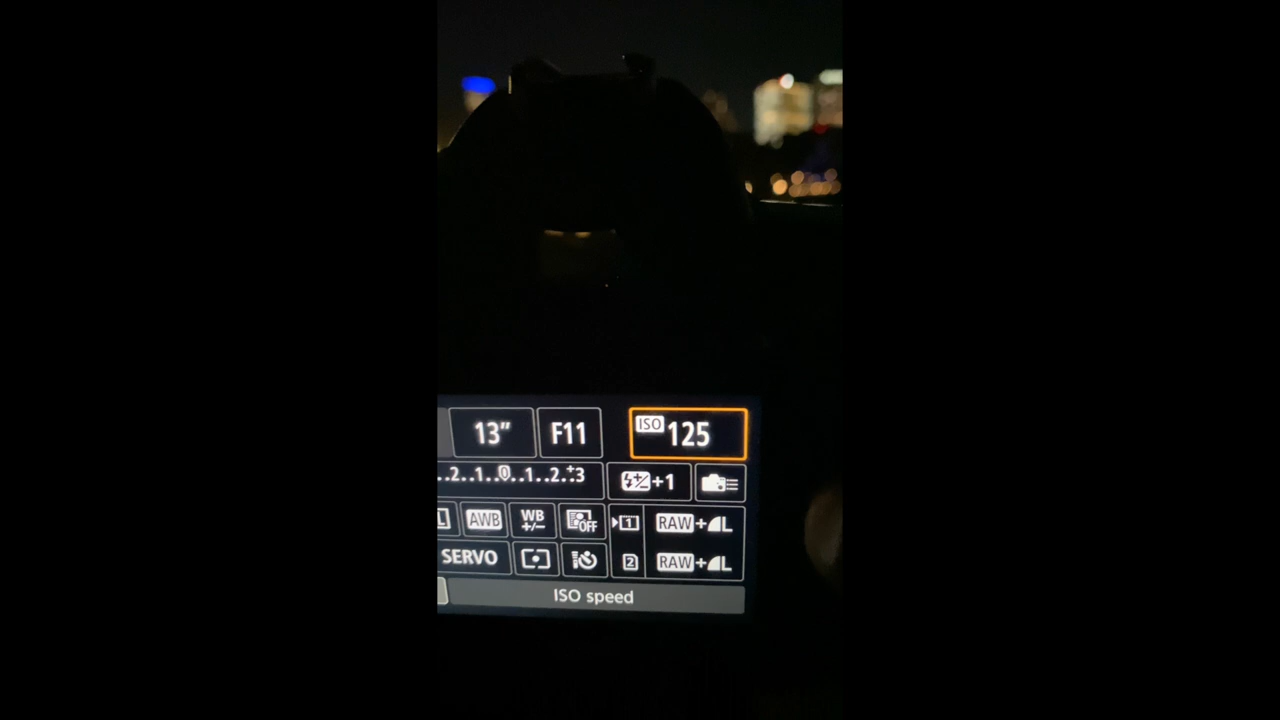 13" F11 ISO 125
..2..1..0..1..2..+3 +1
AWB WB +/- OFF 1 RAW+L
SERVO 2 RAW+L
ISO speed